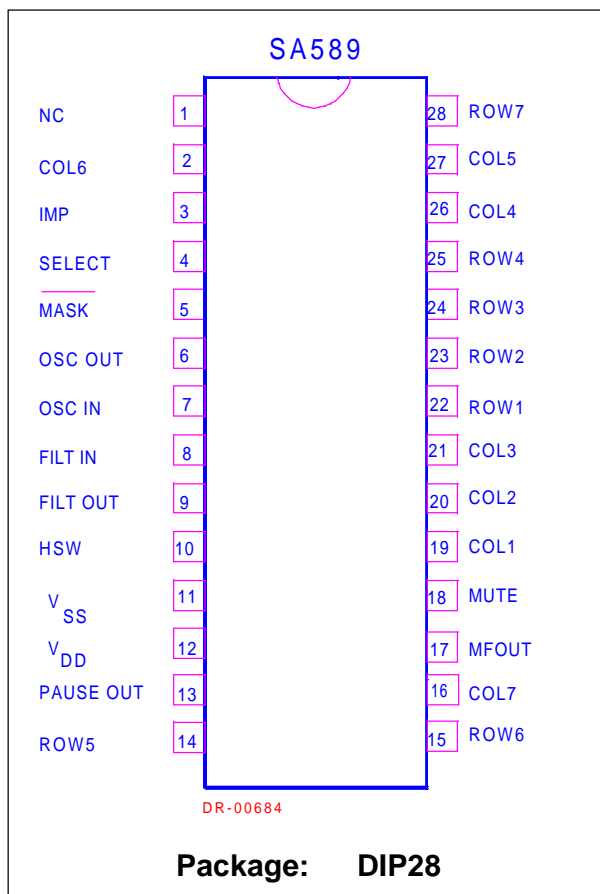 SA589
NC 1 28 ROW7
COL6 2 27 COL5
IMP 3 26 COL4
SELECT 4 25 ROW4
MASK 5 24 ROW3
OSC OUT 6 23 ROW2
OSC IN 7 22 ROW1
FILT IN 8 21 COL3
FILT OUT 9 20 COL2
HSW 10 19 COL1
VSS 11 18 MUTE
VDD 12 17 MFOUT
PAUSE OUT 13 16 COL7
ROW5 14 15 ROW6
DR-00684
Package: DIP28